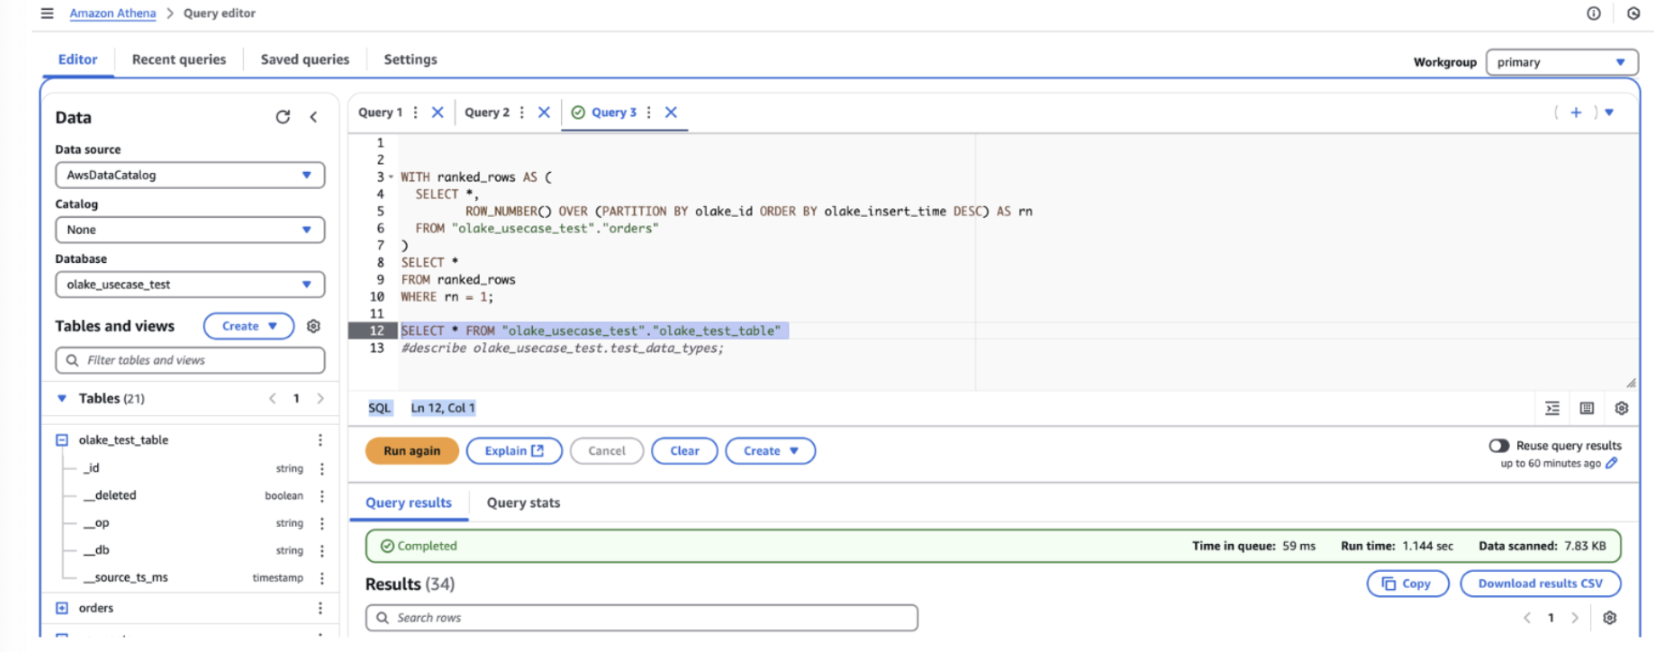 Amazon Athena > Query editor
Editor Recent queries Saved queries Settings
Workgroup primary
Data
Data source
AwsDataCatalog
Catalog
None
Database
olake_usecase_test
Tables and views Create
Filter tables and views
Tables (21) < 1 >
olake_test_table
_id string
__deleted boolean
__op string
__db string
__source_ts_ms timestamp
orders
Query 1 Query 2 Query 3
1
2
3 WITH ranked_rows AS (
4 SELECT *,
5 ROW_NUMBER() OVER (PARTITION BY olake_id ORDER BY olake_insert_time DESC) AS rn
6 FROM "olake_usecase_test"."orders"
7 )
8 SELECT *
9 FROM ranked_rows
10 WHERE rn = 1;
11
12 SELECT * FROM "olake_usecase_test"."olake_test_table"
13 #describe olake_usecase_test.test_data_types;
SQL Ln 12, Col 1
Run again Explain Cancel Clear Create
Reuse query results
up to 60 minutes ago
Query results Query stats
Completed Time in queue: 59 ms Run time: 1.144 sec Data scanned: 7.83 KB
Results (34) Copy Download results CSV
Search rows < 1 >